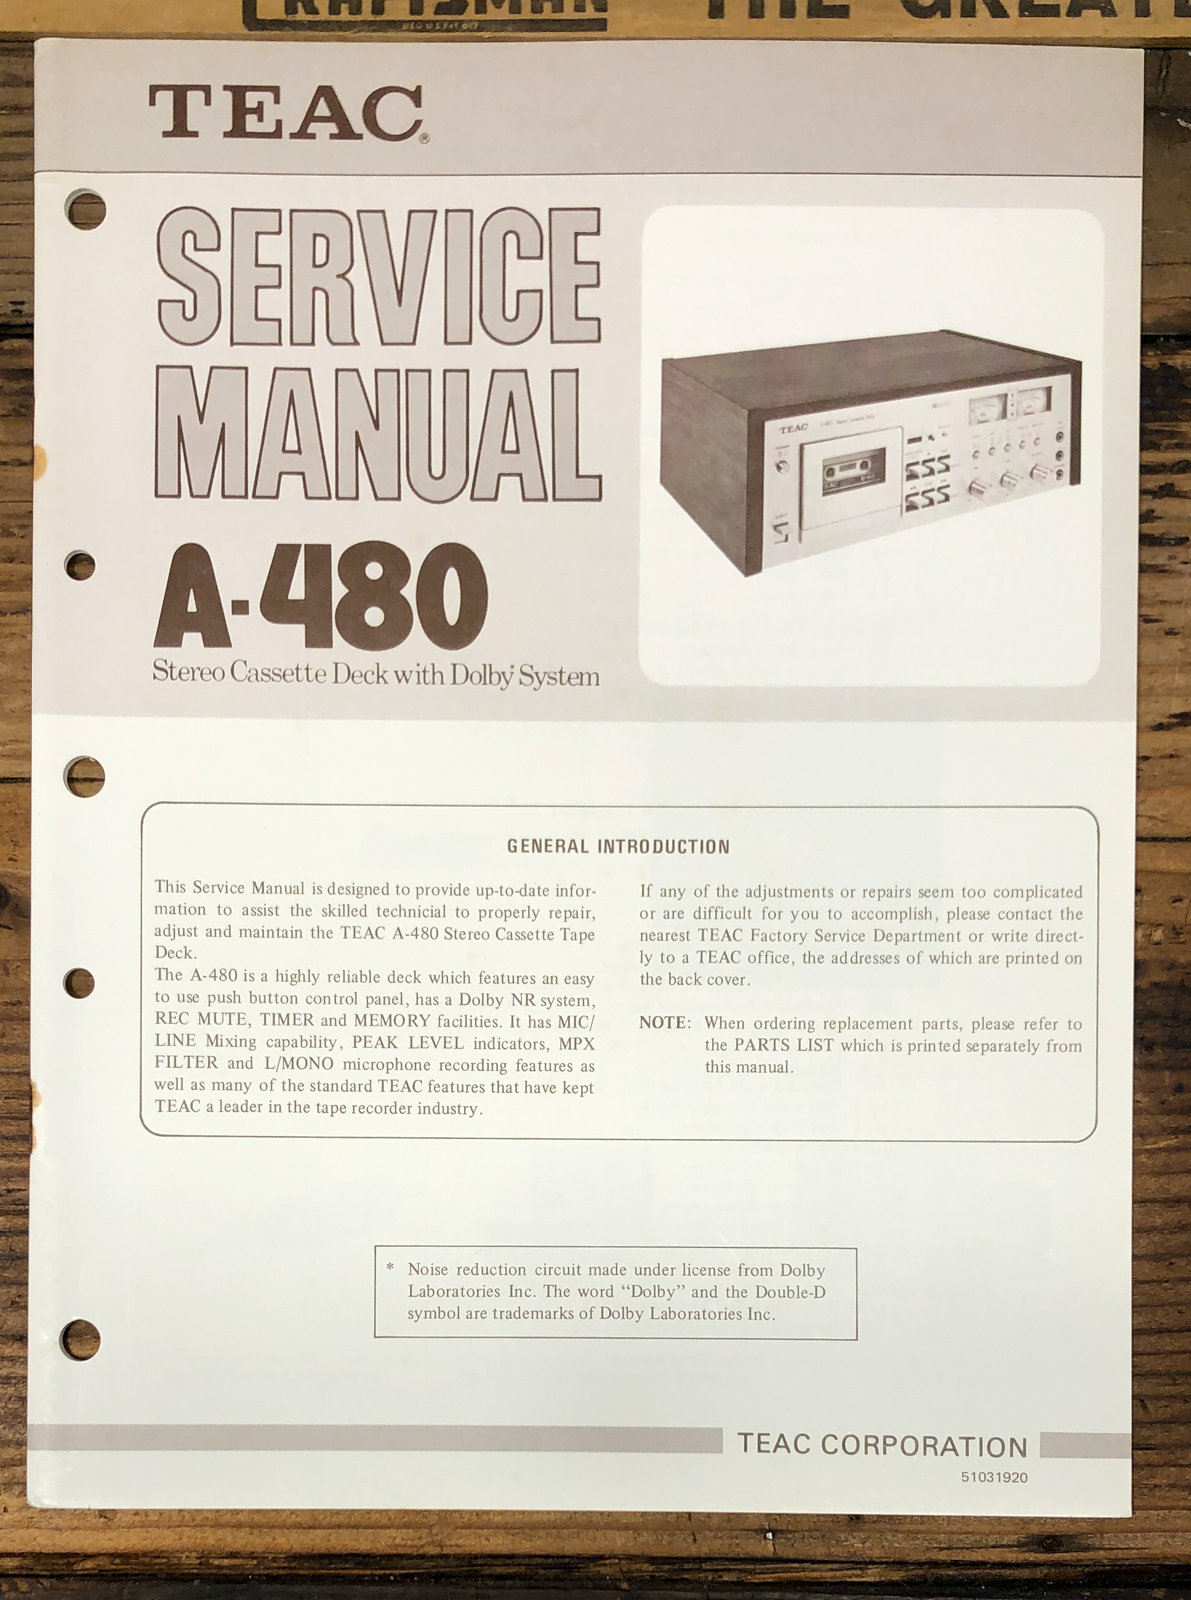 CRAFTSMAN THE GREATE
TEAC®
SERVICE
MANUAL
A-480
Stereo Cassette Deck with Dolby* System
TEAC
GENERAL INTRODUCTION
This Service Manual is designed to provide up-to-date infor-
mation to assist the skilled technicial to properly repair,
adjust and maintain the TEAC A-480 Stereo Cassette Tape
Deck.
The A-480 is a highly reliable deck which features an easy
to use push button control panel, has a Dolby NR system,
REC MUTE, TIMER and MEMORY facilities. It has MIC/
LINE Mixing capability, PEAK LEVEL indicators, MPX
FILTER and L/MONO microphone recording features as
well as many of the standard TEAC features that have kept
TEAC a leader in the tape recorder industry.
If any of the adjustments or repairs seem too complicated
or are difficult for you to accomplish, please contact the
nearest TEAC Factory Service Department or write direct-
ly to a TEAC office, the addresses of which are printed on
the back cover.
NOTE: When ordering replacement parts, please refer to
the PARTS LIST which is printed separately from
this manual.
* Noise reduction circuit made under license from Dolby
Laboratories Inc. The word “Dolby” and the Double-D
symbol are trademarks of Dolby Laboratories Inc.
TEAC CORPORATION
51031920